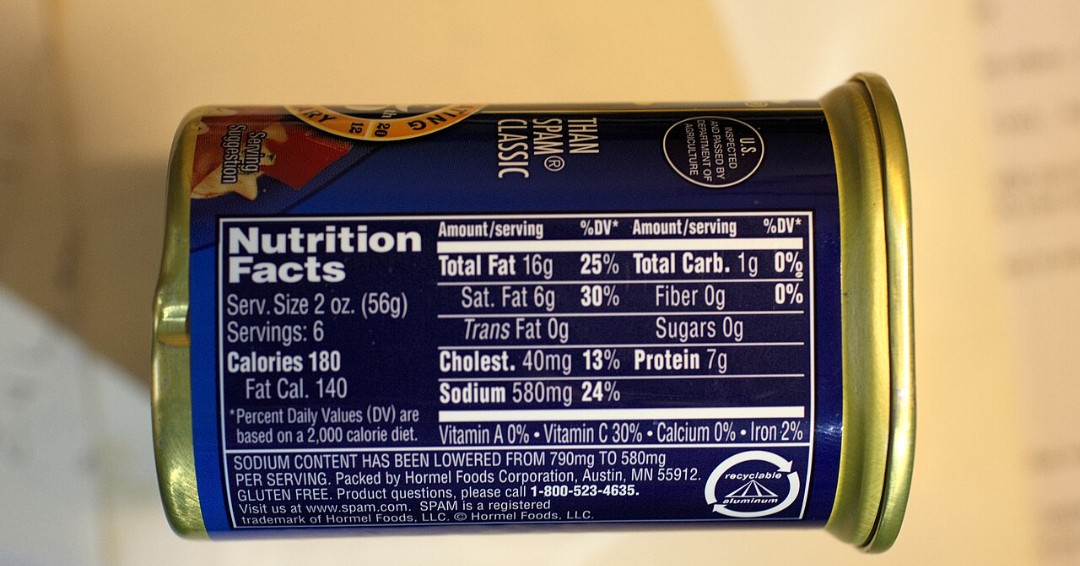 Serving
Suggestion
THAN
SPAM®
CLASSIC
U.S.
INSPECTED
AND PASSED BY
DEPARTMENT OF
AGRICULTURE
Nutrition
Facts
Serv. Size 2 oz. (56g)
Servings: 6
Calories 180
Fat Cal. 140
*Percent Daily Values (DV) are
based on a 2,000 calorie diet.
Amount/serving %DV* Amount/serving %DV*
Total Fat 16g 25% Total Carb. 1g 0%
Sat. Fat 6g 30% Fiber 0g 0%
Trans Fat 0g Sugars 0g
Cholest. 40mg 13% Protein 7g
Sodium 580mg 24%
Vitamin A 0% • Vitamin C 30% • Calcium 0% • Iron 2%
SODIUM CONTENT HAS BEEN LOWERED FROM 790mg TO 580mg
PER SERVING. Packed by Hormel Foods Corporation, Austin, MN 55912.
GLUTEN FREE. Product questions, please call 1-800-523-4635.
Visit us at www.spam.com. SPAM is a registered
trademark of Hormel Foods, LLC. © Hormel Foods, LLC.
recyclable
aluminum